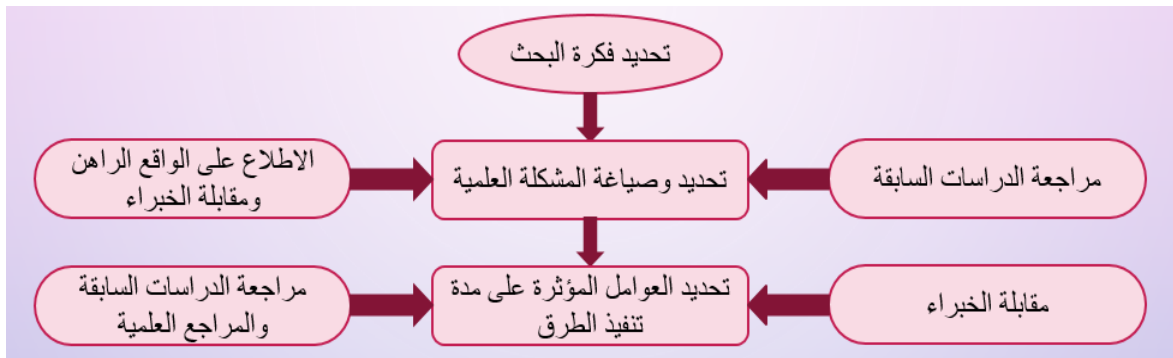 تحديد فكرة البحث
مراجعة الدراسات السابقة
تحديد وصياغة المشكلة العلمية
الاطلاع على الواقع الراهن
ومقابلة الخبراء
مقابلة الخبراء
تحديد العوامل المؤثرة على مدة
تنفيذ الطرق
مراجعة الدراسات السابقة
والمراجع العلمية